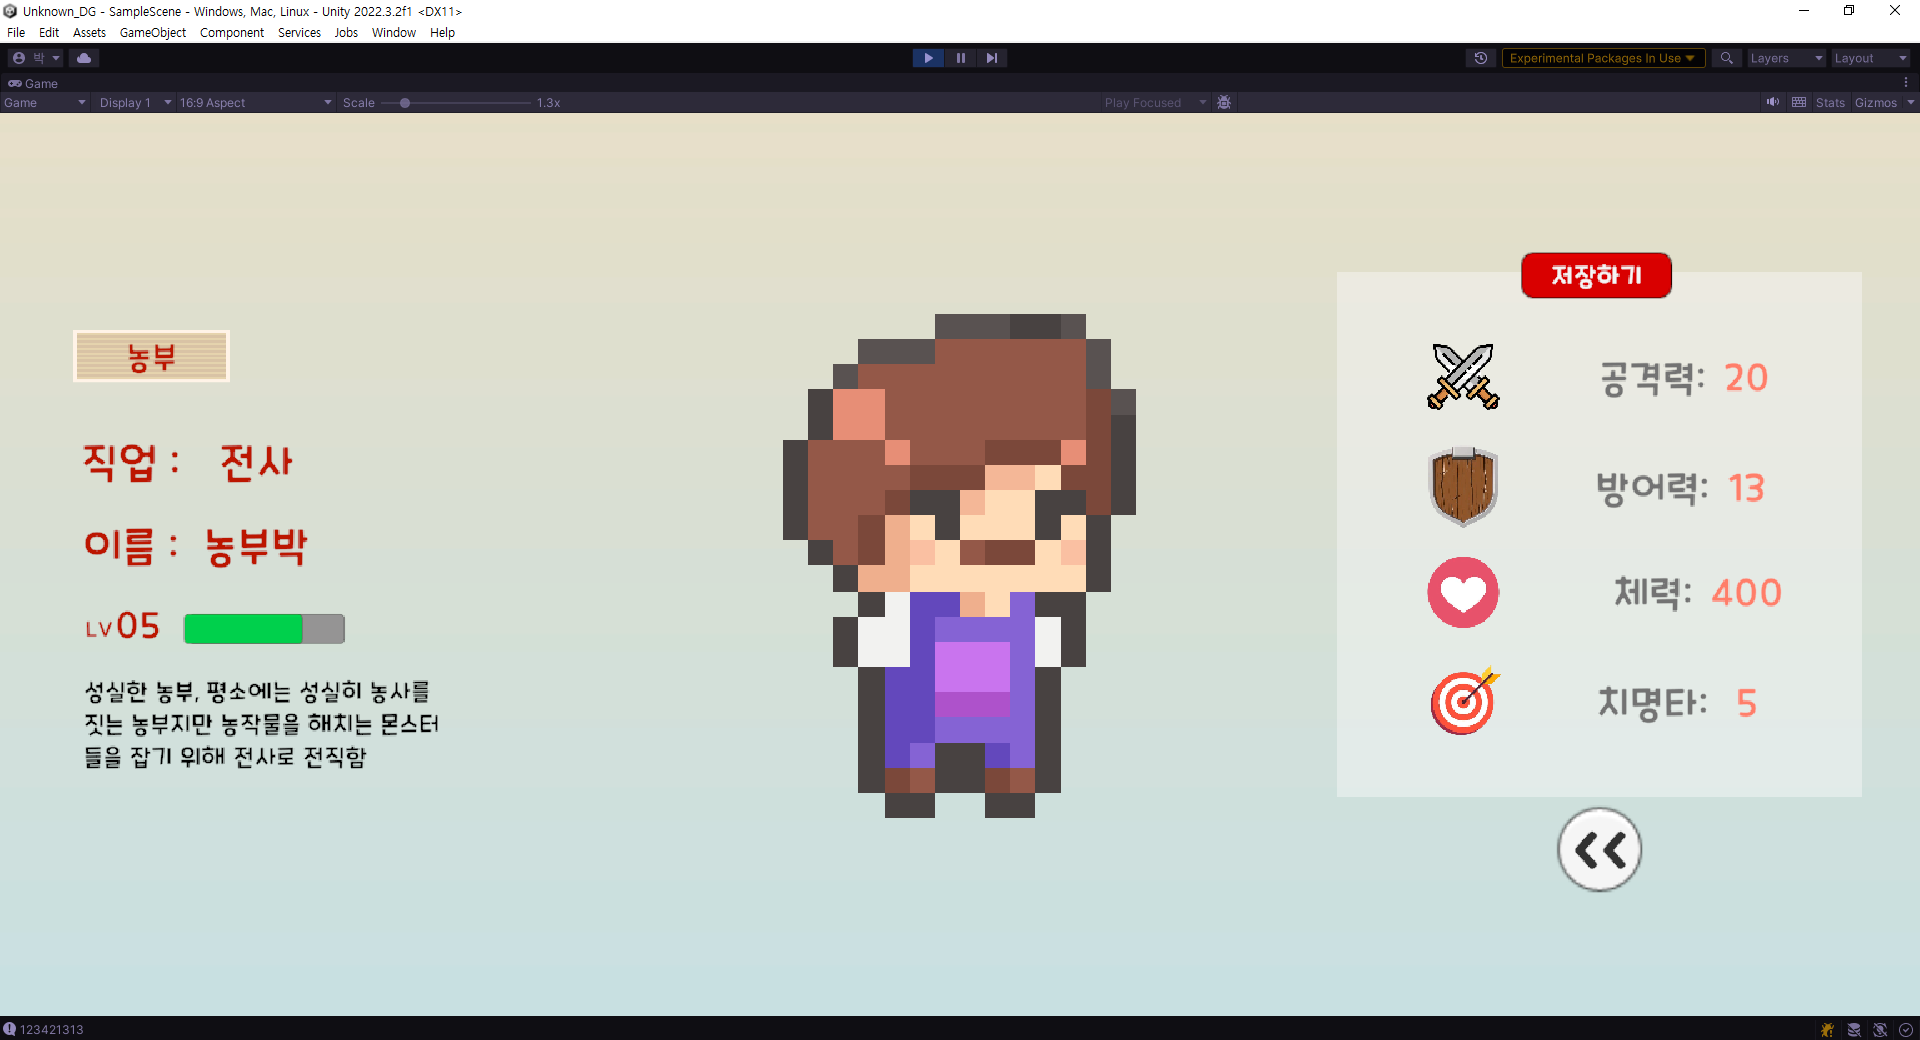 Unknown_DG - SampleScene - Windows, Mac, Linux - Unity 2022.3.2f1 <DX11>
File Edit Assets GameObject Component Services Jobs Window Help
박 Experimental Packages In Use Layers Layout
Game
Game Display 1 16:9 Aspect Scale 1.3x Play Focused Stats Gizmos
저장하기
농부
공격력: 20
직업 : 전사
방어력: 13
이름 : 농부박
체력: 400
LV 05
성실한 농부, 평소에는 성실히 농사를
짓는 농부지만 농작물을 해치는 몬스터
들을 잡기 위해 전사로 전직함
치명타: 5
123421313